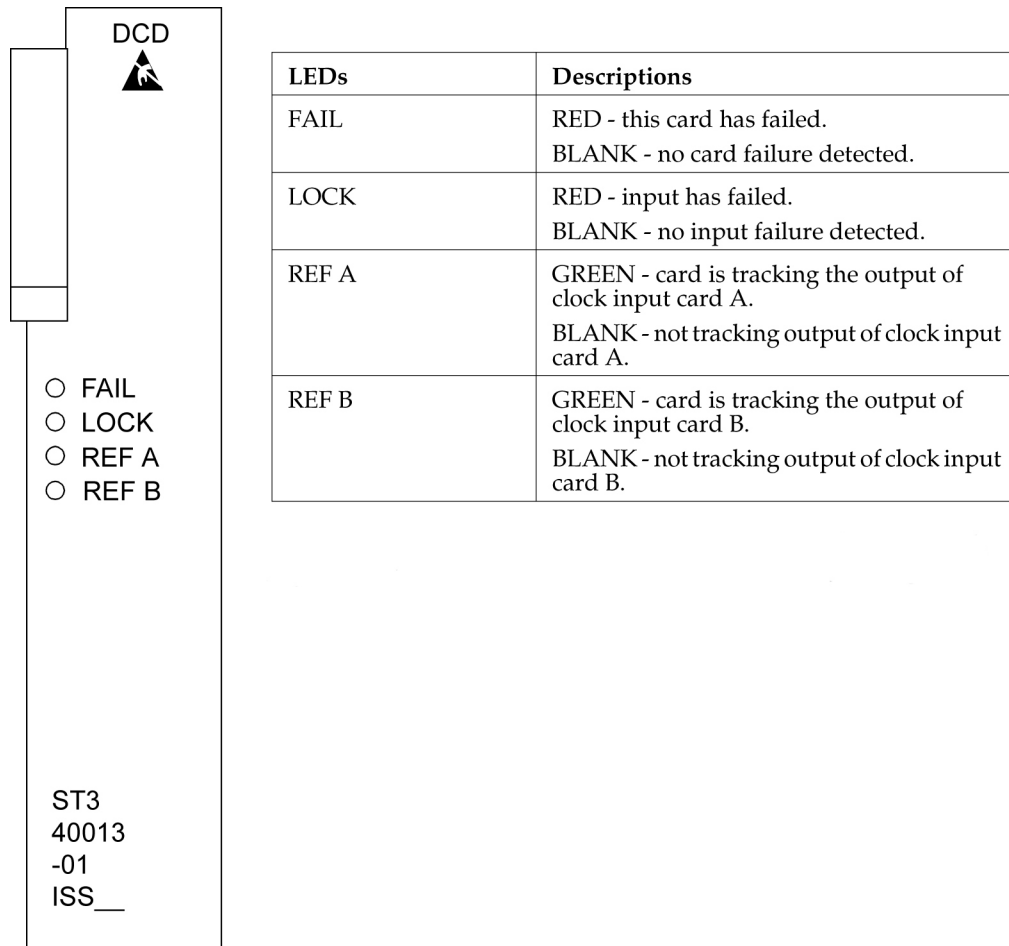 DCD
FAIL
LOCK
REF A
REF B
ST3
40013
-01
ISS__
LEDs Descriptions
FAIL RED - this card has failed.
BLANK - no card failure detected.
LOCK RED - input has failed.
BLANK - no input failure detected.
REF A GREEN - card is tracking the output of
clock input card A.
BLANK - not tracking output of clock input
card A.
REF B GREEN - card is tracking the output of
clock input card B.
BLANK - not tracking output of clock input
card B.